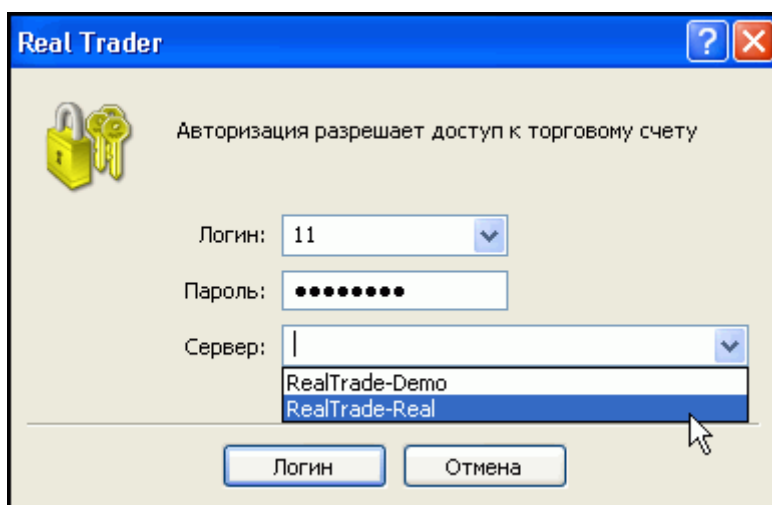 Real Trader
Авторизация разрешает доступ к торговому счету
Логин: 11
Пароль: ●●●●●●●●
Сервер:
RealTrade-Demo
RealTrade-Real
Логин Отмена